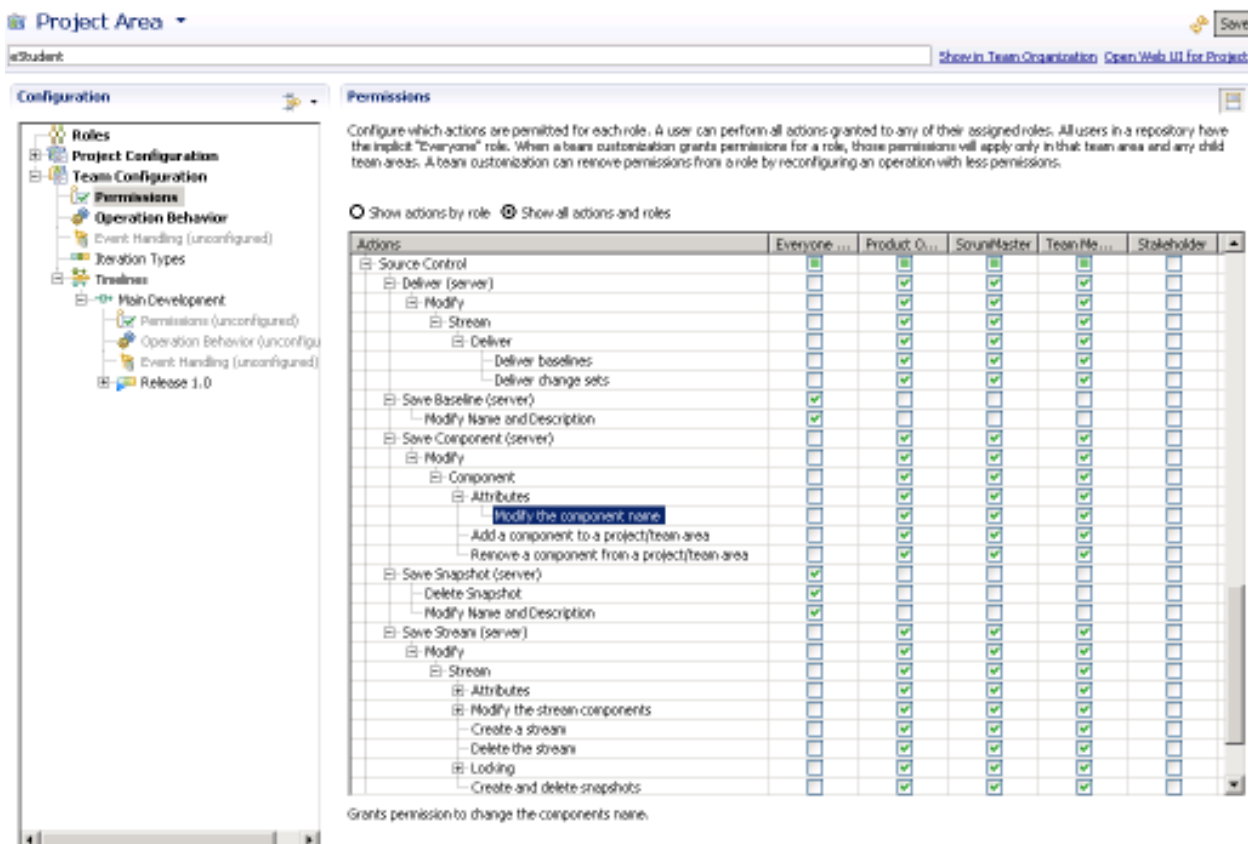 Project Area
Save
eStudent
Show in Team Organization Open Web UI for Project
Configuration
Roles
Project Configuration
Team Configuration
Permissions
Operation Behavior
Event Handling (unconfigured)
Iteration Types
Timelines
Main Development
Permissions (unconfigured)
Operation Behavior (unconfigu
Event Handling (unconfigured)
Release 1.0
Permissions
Configure which actions are permitted for each role. A user can perform all actions granted to any of their assigned roles. All users in a repository have
the implicit "Everyone" role. When a team customization grants permissions for a role, those permissions will apply only in that team area and any child
team areas. A team customization can remove permissions from a role by reconfiguring an operation with less permissions.
Show actions by role Show all actions and roles
Actions Everyone ... Product O... ScrumMaster Team Me... Stakeholder
Source Control
Deliver (server)
Modify
Stream
Deliver
Deliver baselines
Deliver change sets
Save Baseline (server)
Modify Name and Description
Save Component (server)
Modify
Component
Attributes
Modify the component name
Add a component to a project/team area
Remove a component from a project/team area
Save Snapshot (server)
Delete Snapshot
Modify Name and Description
Save Stream (server)
Modify
Stream
Attributes
Modify the stream components
Create a stream
Delete the stream
Locking
Create and delete snapshots
Grants permission to change the components name.